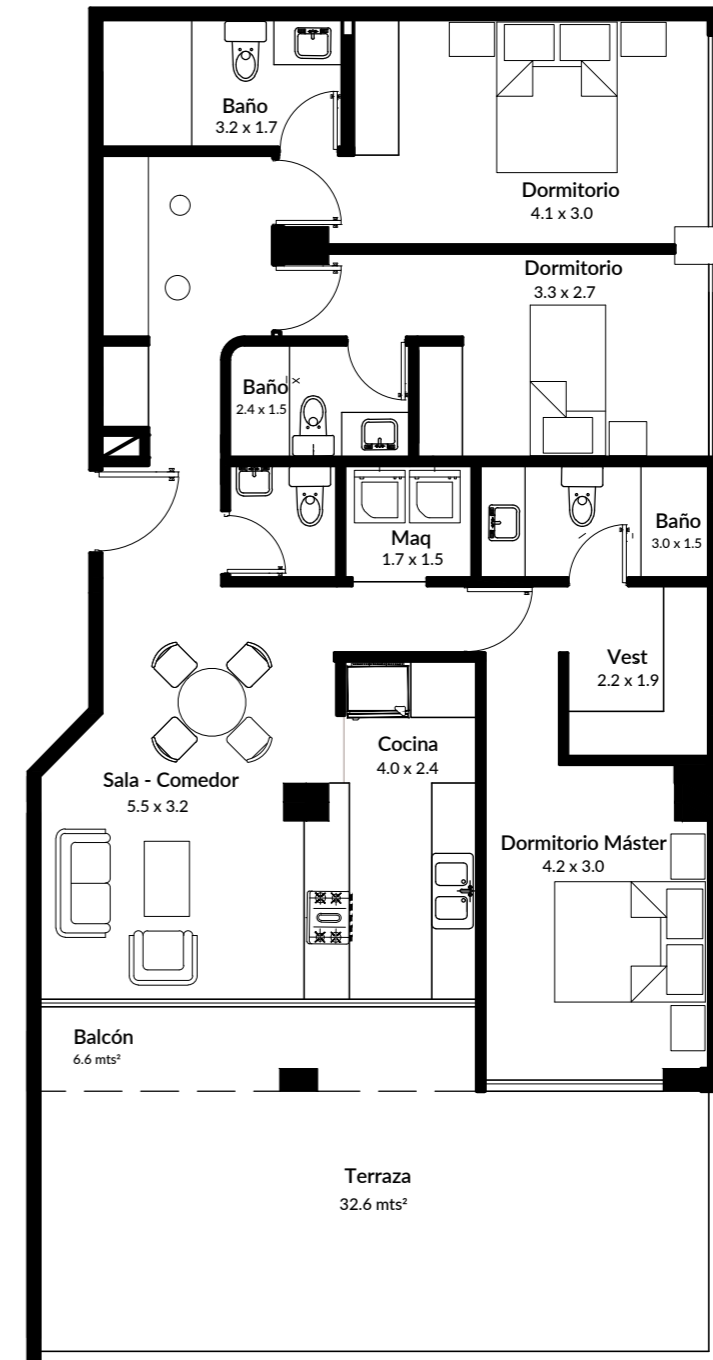 Baño
3.2 x 1.7
Dormitorio
4.1 x 3.0
Dormitorio
3.3 x 2.7
Baño
2.4 x 1.5
Maq
1.7 x 1.5
Baño
3.0 x 1.5
Vest
2.2 x 1.9
Cocina
4.0 x 2.4
Sala - Comedor
5.5 x 3.2
Dormitorio Máster
4.2 x 3.0
Balcón
6.6 mts²
Terraza
32.6 mts²